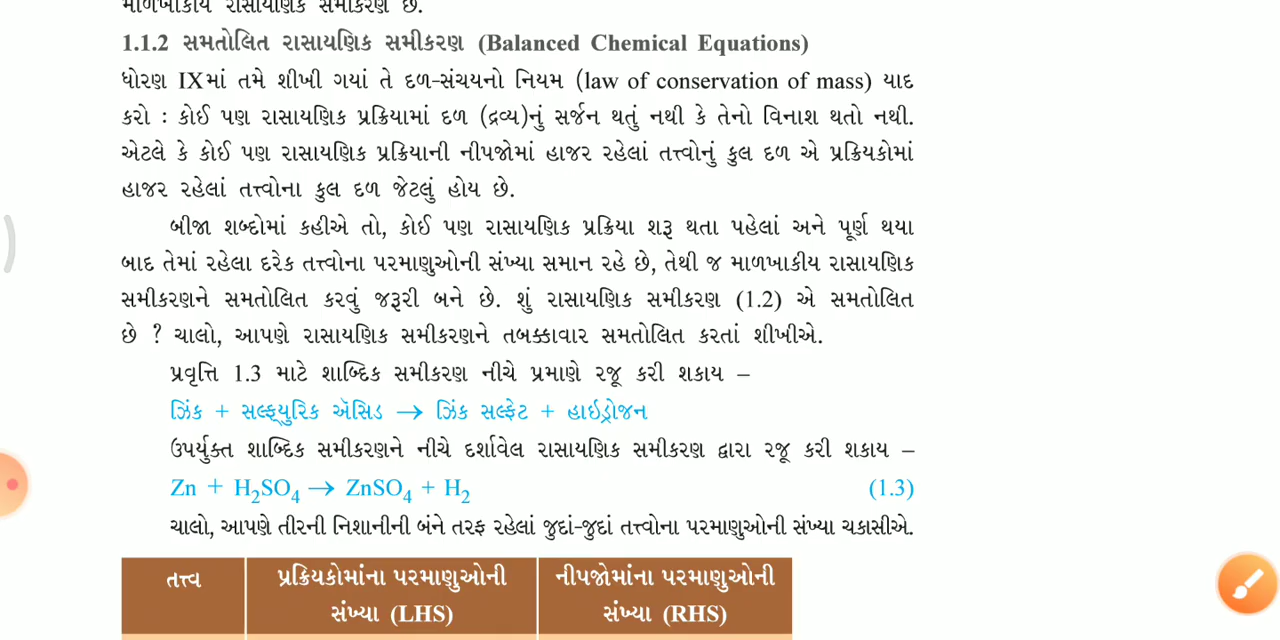 માળખાકીય રાસાયણિક સમીકરણ છે.
1.1.2 સમતોલિત રાસાયણિક સમીકરણ (Balanced Chemical Equations)
ધોરણ IXમાં તમે શીખી ગયાં તે દળ-સંચયનો નિયમ (law of conservation of mass) યાદ
કરો : કોઈ પણ રાસાયણિક પ્રક્રિયામાં દળ (દ્રવ્ય)નું સર્જન થતું નથી કે તેનો વિનાશ થતો નથી.
એટલે કે કોઈ પણ રાસાયણિક પ્રક્રિયાની નીપજોમાં હાજર રહેલાં તત્ત્વોનું કુલ દળ એ પ્રક્રિયકોમાં
હાજર રહેલાં તત્ત્વોના કુલ દળ જેટલું હોય છે.
બીજા શબ્દોમાં કહીએ તો, કોઈ પણ રાસાયણિક પ્રક્રિયા શરૂ થતા પહેલાં અને પૂર્ણ થયા
બાદ તેમાં રહેલા દરેક તત્ત્વોના પરમાણુઓની સંખ્યા સમાન રહે છે, તેથી જ માળખાકીય રાસાયણિક
સમીકરણને સમતોલિત કરવું જરૂરી બને છે. શું રાસાયણિક સમીકરણ (1.2) એ સમતોલિત
છે ? ચાલો, આપણે રાસાયણિક સમીકરણને તબક્કાવાર સમતોલિત કરતાં શીખીએ.
પ્રવૃત્તિ 1.3 માટે શાબ્દિક સમીકરણ નીચે પ્રમાણે રજૂ કરી શકાય –
ઝિંક + સલ્ફ્યુરિક ઍસિડ → ઝિંક સલ્ફેટ + હાઇડ્રોજન
ઉપર્યુક્ત શાબ્દિક સમીકરણને નીચે દર્શાવેલ રાસાયણિક સમીકરણ દ્વારા રજૂ કરી શકાય –
Zn + H₂SO₄ → ZnSO₄ + H₂ (1.3)
ચાલો, આપણે તીરની નિશાનીની બંને તરફ રહેલાં જુદાં-જુદાં તત્ત્વોના પરમાણુઓની સંખ્યા ચકાસીએ.
તત્ત્વ પ્રક્રિયકોમાંના પરમાણુઓની નીપજોમાંના પરમાણુઓની
સંખ્યા (LHS) સંખ્યા (RHS)